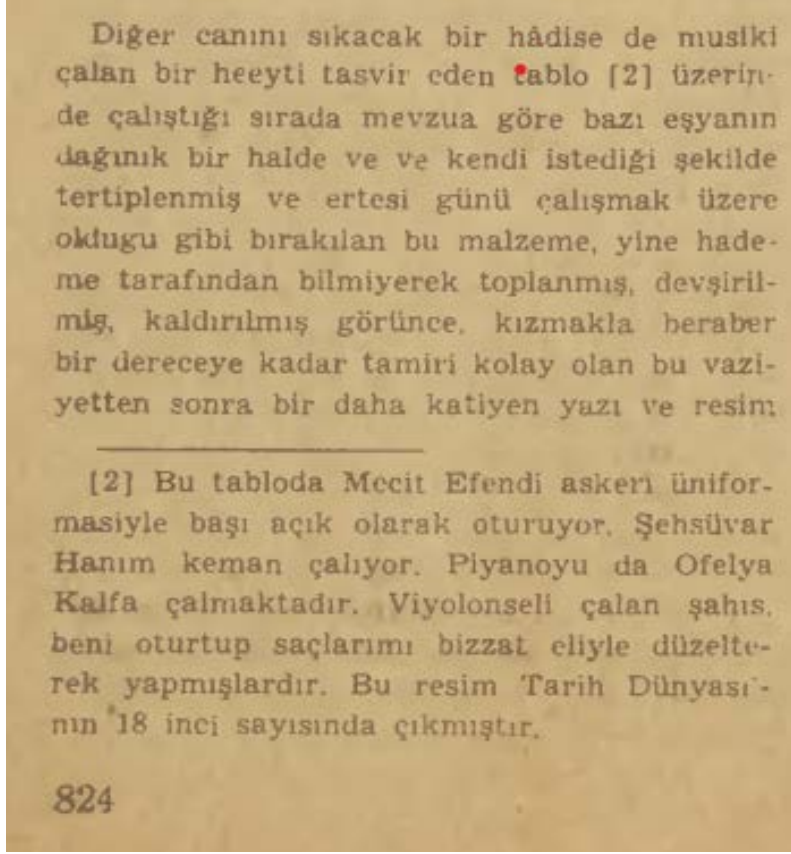 Diğer canını sıkacak bir hâdise de musiki
çalan bir heeyti tasvir eden tablo [2] üzerin-
de çalıştığı sırada mevzua göre bazı eşyanın
dağınık bir halde ve ve kendi istediği şekilde
tertiplenmiş ve ertesi günü çalışmak üzere
oldugu gibi bırakılan bu malzeme, yine hade-
me tarafından bilmiyerek toplanmış, devşiril-
miş, kaldırılmış görünce, kızmakla beraber
bir dereceye kadar tamiri kolay olan bu vazi-
yetten sonra bir daha katiyen yazı ve resim
[2] Bu tabloda Mecit Efendi askerî ünifor-
masiyle başı açık olarak oturuyor. Şehsüvar
Hanım keman çalıyor. Piyanoyu da Ofelya
Kalfa çalmaktadır. Viyolonseli çalan şahıs,
beni oturtup saçlarımı bizzat eliyle düzelte-
rek yapmışlardır. Bu resim Tarih Dünyası'-
nın 18 inci sayısında çıkmıştır.
824